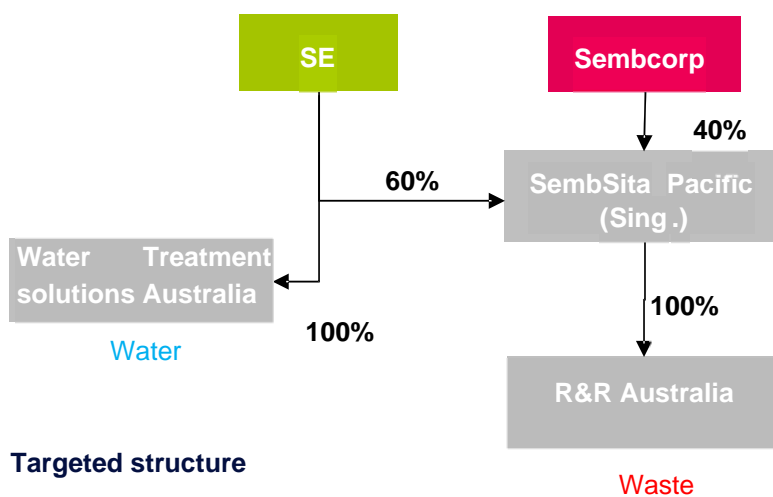 SE
Sembcorp
40%
60%
SembSita Pacific
(Sing.)
Water Treatment
solutions Australia
100%
100%
Water
R&R Australia
Targeted structure
Waste